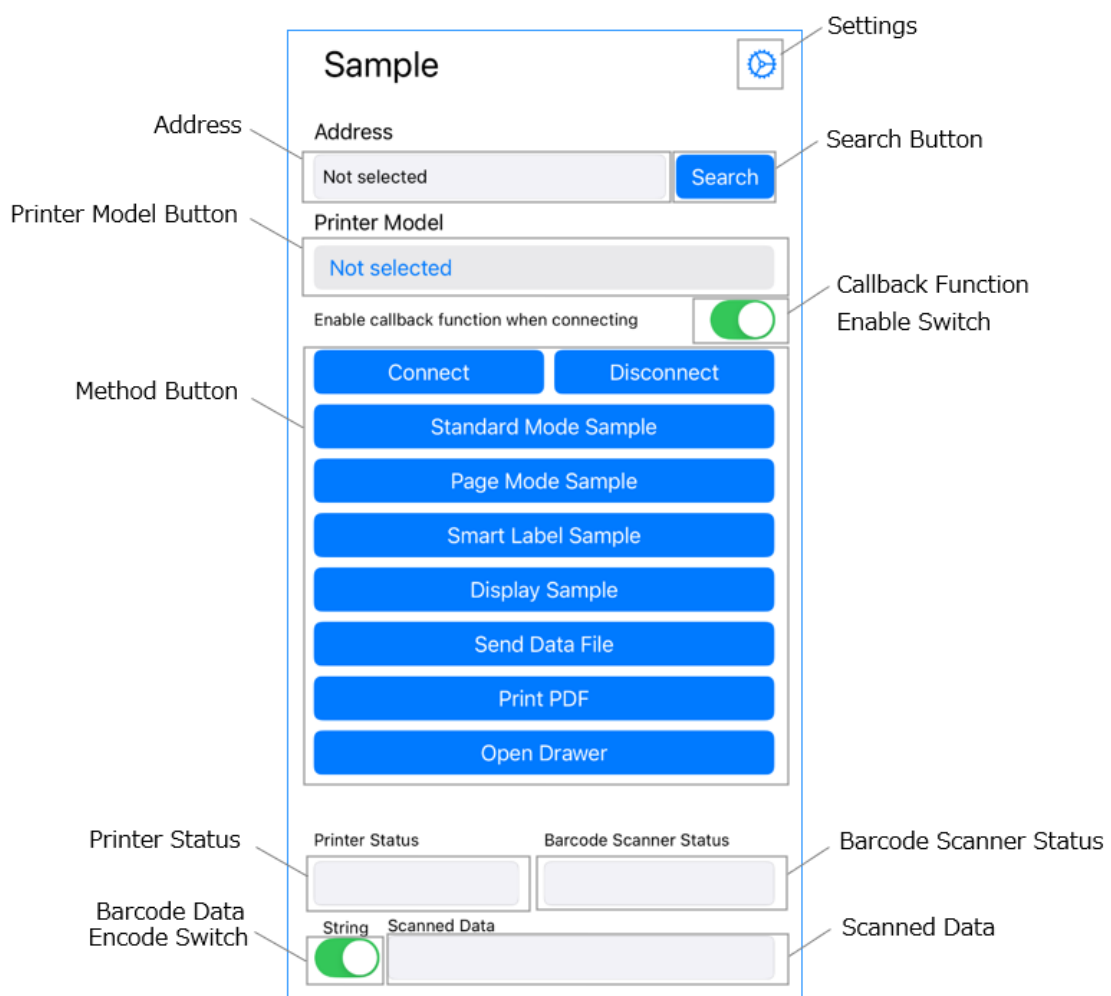 Settings
Sample
Address
Address
Search Button
Not selected
Search
Printer Model Button
Printer Model
Not selected
Callback Function
Enable Switch
Enable callback function when connecting
Method Button
Connect
Disconnect
Standard Mode Sample
Page Mode Sample
Smart Label Sample
Display Sample
Send Data File
Print PDF
Open Drawer
Printer Status
Printer Status
Barcode Scanner Status
Barcode Scanner Status
Barcode Data
Encode Switch
String
Scanned Data
Scanned Data